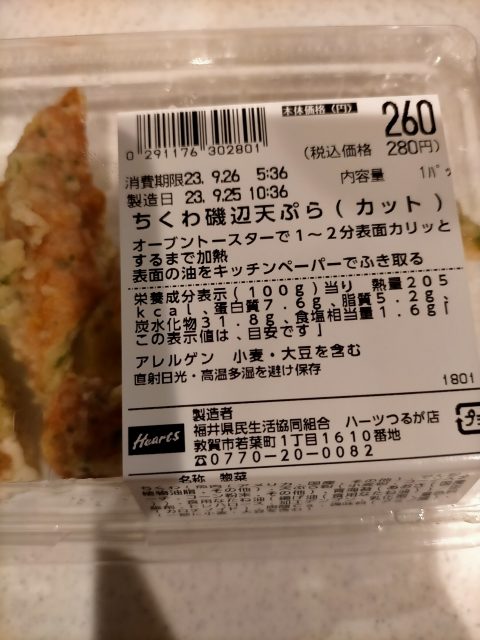 本体価格(円) 260
(税込価格 280円)
0 291176 302801
消費期限23. 9.26 5:36
内容量 1パッ
製造日 23. 9.25 10:36
ちくわ磯辺天ぷら(カット)
オーブントースターで1～2分表面カリッと
するまで加熱
表面の油をキッチンペーパーでふき取る
栄養成分表示(100g)当り 熱量205
kcal、蛋白質7.6g、脂質5.2g、
炭水化物31.8g、食塩相当量1.6g「
この表示値は、目安です」
アレルゲン 小麦・大豆を含む
直射日光・高温多湿を避け保存
1801
製造者
Hearts
福井県民生活協同組合 ハーツつるが店
敦賀市若葉町1丁目1610番地
☎0770-20-0082
プ
名称 惣菜